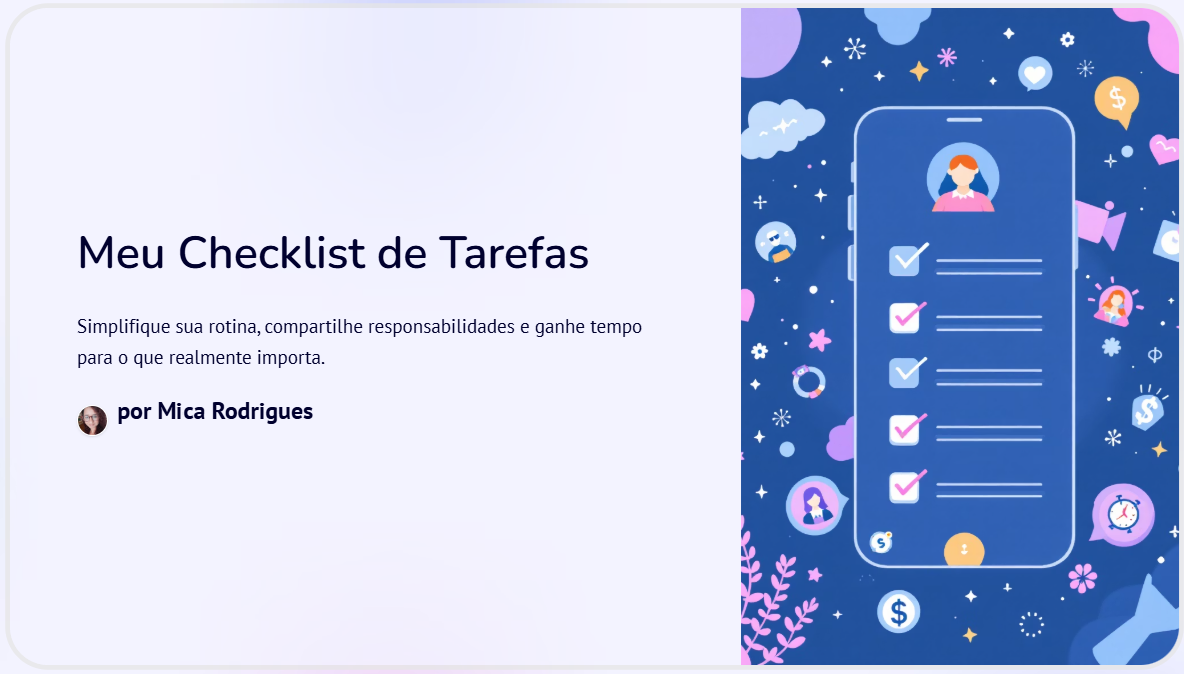 Meu Checklist de Tarefas
Simplifique sua rotina, compartilhe responsabilidades e ganhe tempo
para o que realmente importa.
por Mica Rodrigues
$
$
S
$